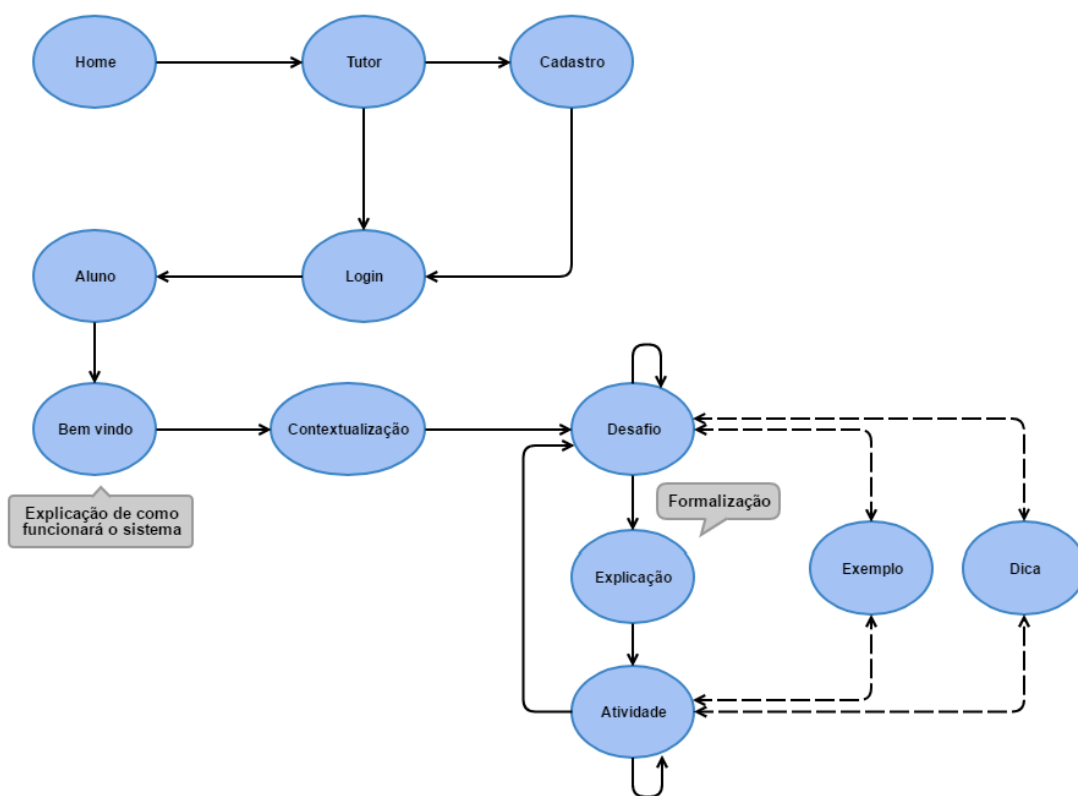 Home
Tutor
Cadastro
Aluno
Login
Bem vindo
Contextualização
Desafio
Explicação de como
funcionará o sistema
Formalização
Explicação
Exemplo
Dica
Atividade